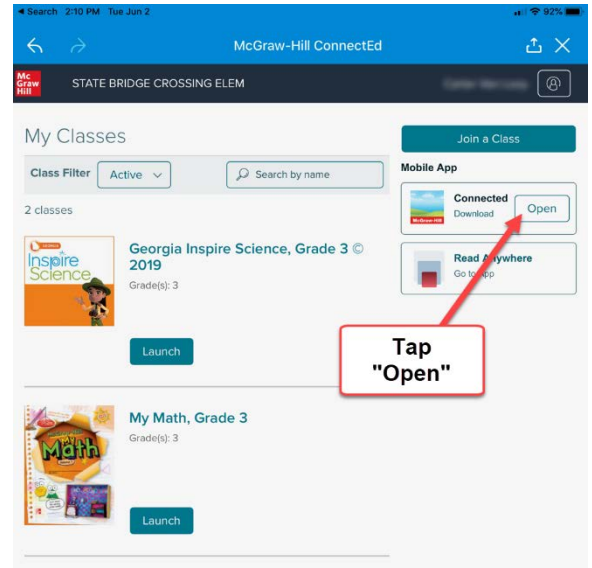 ◀ Search 2:10 PM Tue Jun 2 92%
McGraw-Hill ConnectEd
Mc Graw Hill
STATE BRIDGE CROSSING ELEM
My Classes
Join a Class
Class Filter Active Search by name
Mobile App
2 classes
McGraw-Hill
Connected
Download
Open
Inspire Science
Georgia Inspire Science, Grade 3 ©
2019
Grade(s): 3
Read Anywhere
Go to App
Launch
Tap
"Open"
My Math
My Math, Grade 3
Grade(s): 3
Launch